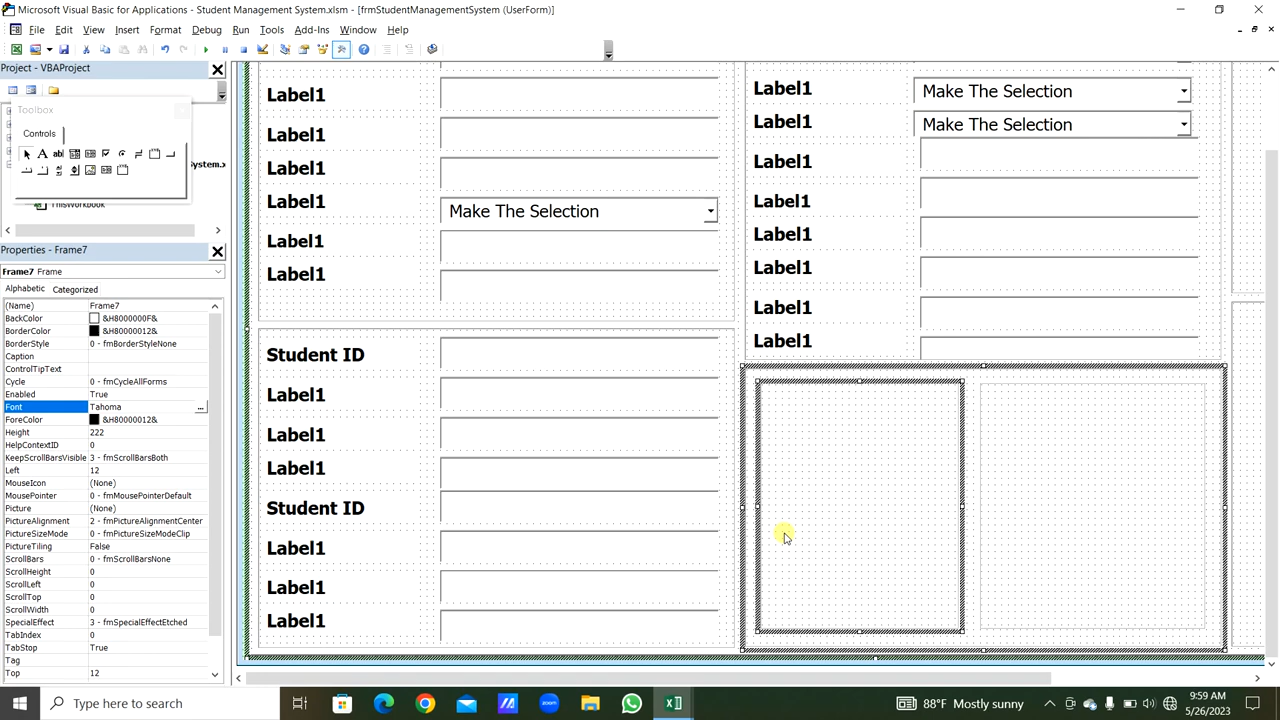 Microsoft Visual Basic for Applications - Student Management System.xlsm - [frmStudentManagementSystem (UserForm)]
File Edit View Insert Format Debug Run Tools Add-Ins Window Help
Project - VBAProject
Toolbox
Controls
System.x
ThisWorkbook
Properties - Frame7
Frame7 Frame
Alphabetic Categorized
(Name) Frame7
BackColor &H8000000F&
BorderColor &H80000012&
BorderStyle 0 - fmBorderStyleNone
Caption
ControlTipText
Cycle 0 - fmCycleAllForms
Enabled True
Font Tahoma ...
ForeColor &H80000012&
Height 222
HelpContextID 0
KeepScrollBarsVisible 3 - fmScrollBarsBoth
Left 12
MouseIcon (None)
MousePointer 0 - fmMousePointerDefault
Picture (None)
PictureAlignment 2 - fmPictureAlignmentCenter
PictureSizeMode 0 - fmPictureSizeModeClip
PictureTiling False
ScrollBars 0 - fmScrollBarsNone
ScrollHeight 0
ScrollLeft 0
ScrollTop 0
ScrollWidth 0
SpecialEffect 3 - fmSpecialEffectEtched
TabIndex 0
TabStop True
Tag
Top 12
Label1
Label1
Label1
Label1 Make The Selection
Label1
Label1
Student ID
Label1
Label1
Label1
Student ID
Label1
Label1
Label1
Label1 Make The Selection
Label1 Make The Selection
Label1
Label1
Label1
Label1
Label1
Label1
Type here to search
88°F Mostly sunny
9:59 AM
5/26/2023